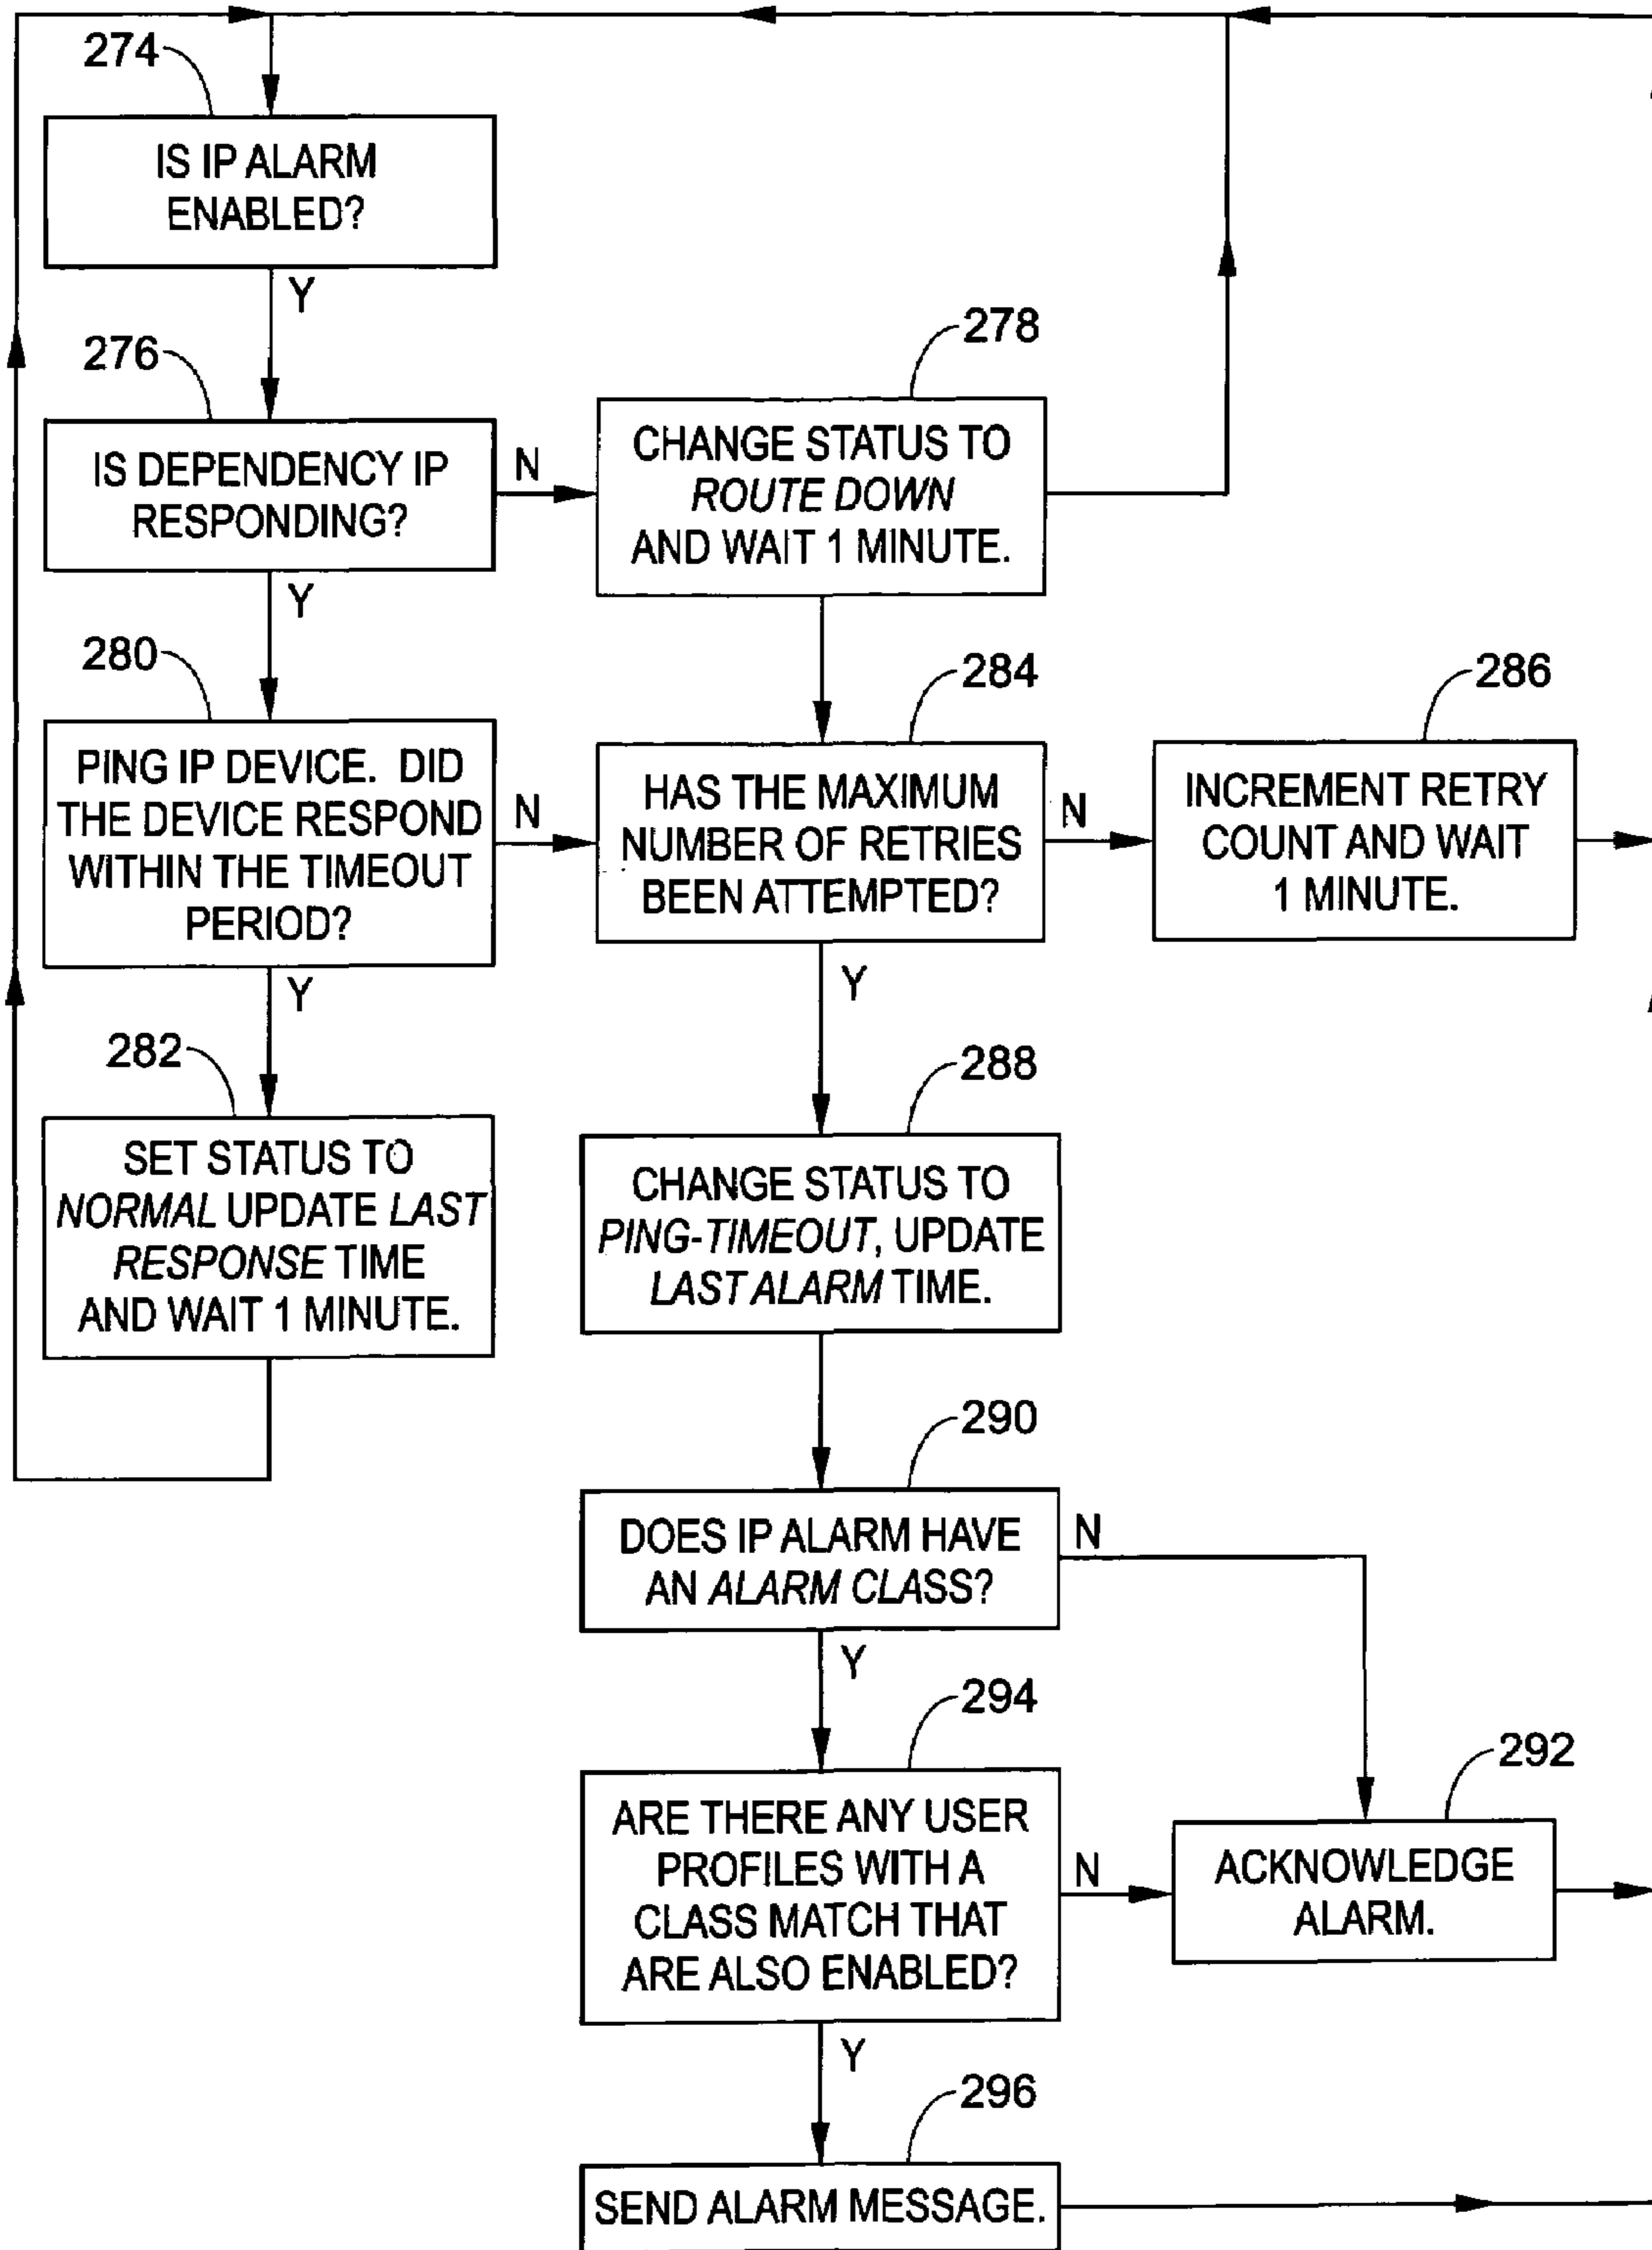 274
IS IP ALARM
ENABLED?
Y
276
IS DEPENDENCY IP
RESPONDING?
N
Y
278
CHANGE STATUS TO
ROUTE DOWN
AND WAIT 1 MINUTE.
280
PING IP DEVICE. DID
THE DEVICE RESPOND
WITHIN THE TIMEOUT
PERIOD?
N
Y
284
HAS THE MAXIMUM
NUMBER OF RETRIES
BEEN ATTEMPTED?
N
Y
286
INCREMENT RETRY
COUNT AND WAIT
1 MINUTE.
282
SET STATUS TO
NORMAL UPDATE LAST
RESPONSE TIME
AND WAIT 1 MINUTE.
288
CHANGE STATUS TO
PING-TIMEOUT, UPDATE
LAST ALARM TIME.
290
DOES IP ALARM HAVE
AN ALARM CLASS?
N
Y
294
ARE THERE ANY USER
PROFILES WITH A
CLASS MATCH THAT
ARE ALSO ENABLED?
N
Y
292
ACKNOWLEDGE
ALARM.
296
SEND ALARM MESSAGE.